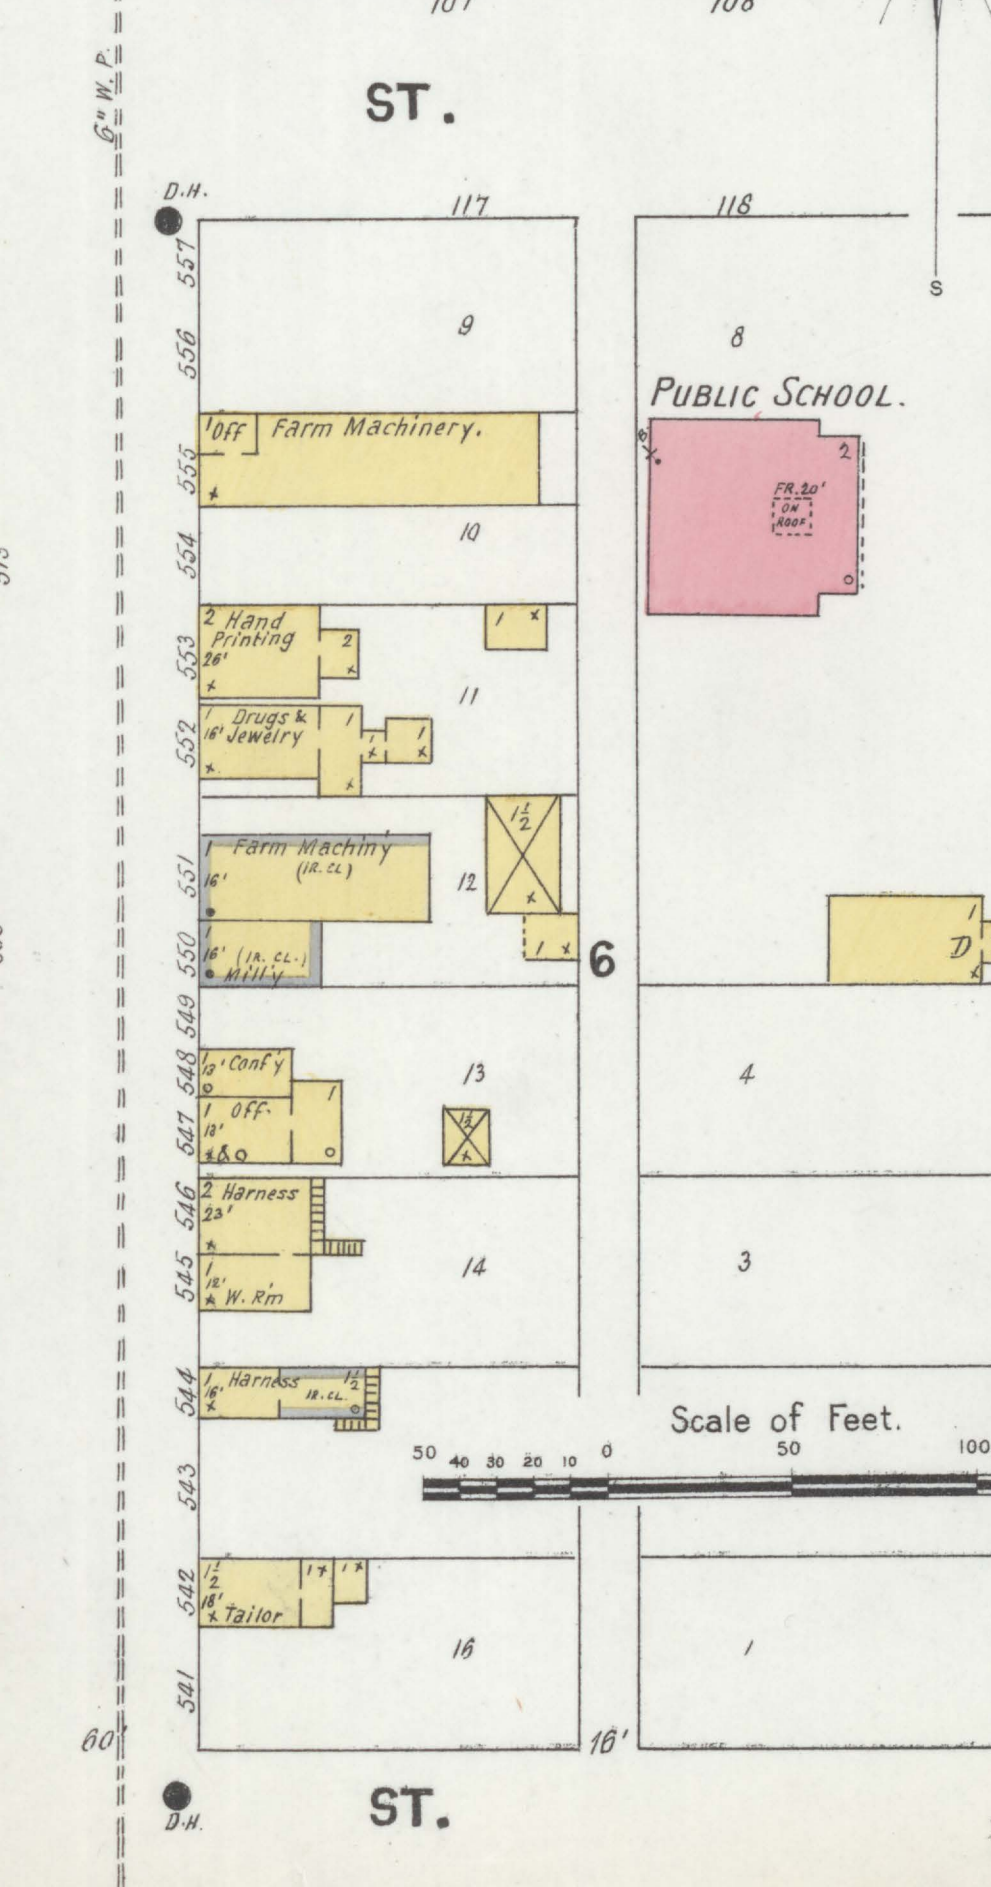 ST.
6" W. P.
D.H.
117
118
557
S
9
8
556
PUBLIC SCHOOL.
1 Off
Farm Machinery.
555
x
2
FR. 20'
ON
ROOF
10
554
2 Hand
Printing
26'
x
2
x
1 x
553
11
1 Drugs &
16' Jewelry
x
1
x
1
x
1
x
552
1 Farm Machin'y
(IR. CL)
16'
551
12
1½
x
1 x
6
1
D
x
1
16' (IR. CL.)
Mill'y
550
549
1
13' Conf'y
548
13
4
1 Off.
13'
x & o
1
547
1½
x
2 Harness
23'
x
546
14
3
1
12'
x W. R'm
545
1 Harness
16'
x
1½
IR. CL.
544
Scale of Feet.
50 40 30 20 10 0 50 100
543
1½
18'
x Tailor
1 x
1 x
542
16
1
541
60'
16'
D.H.
ST.